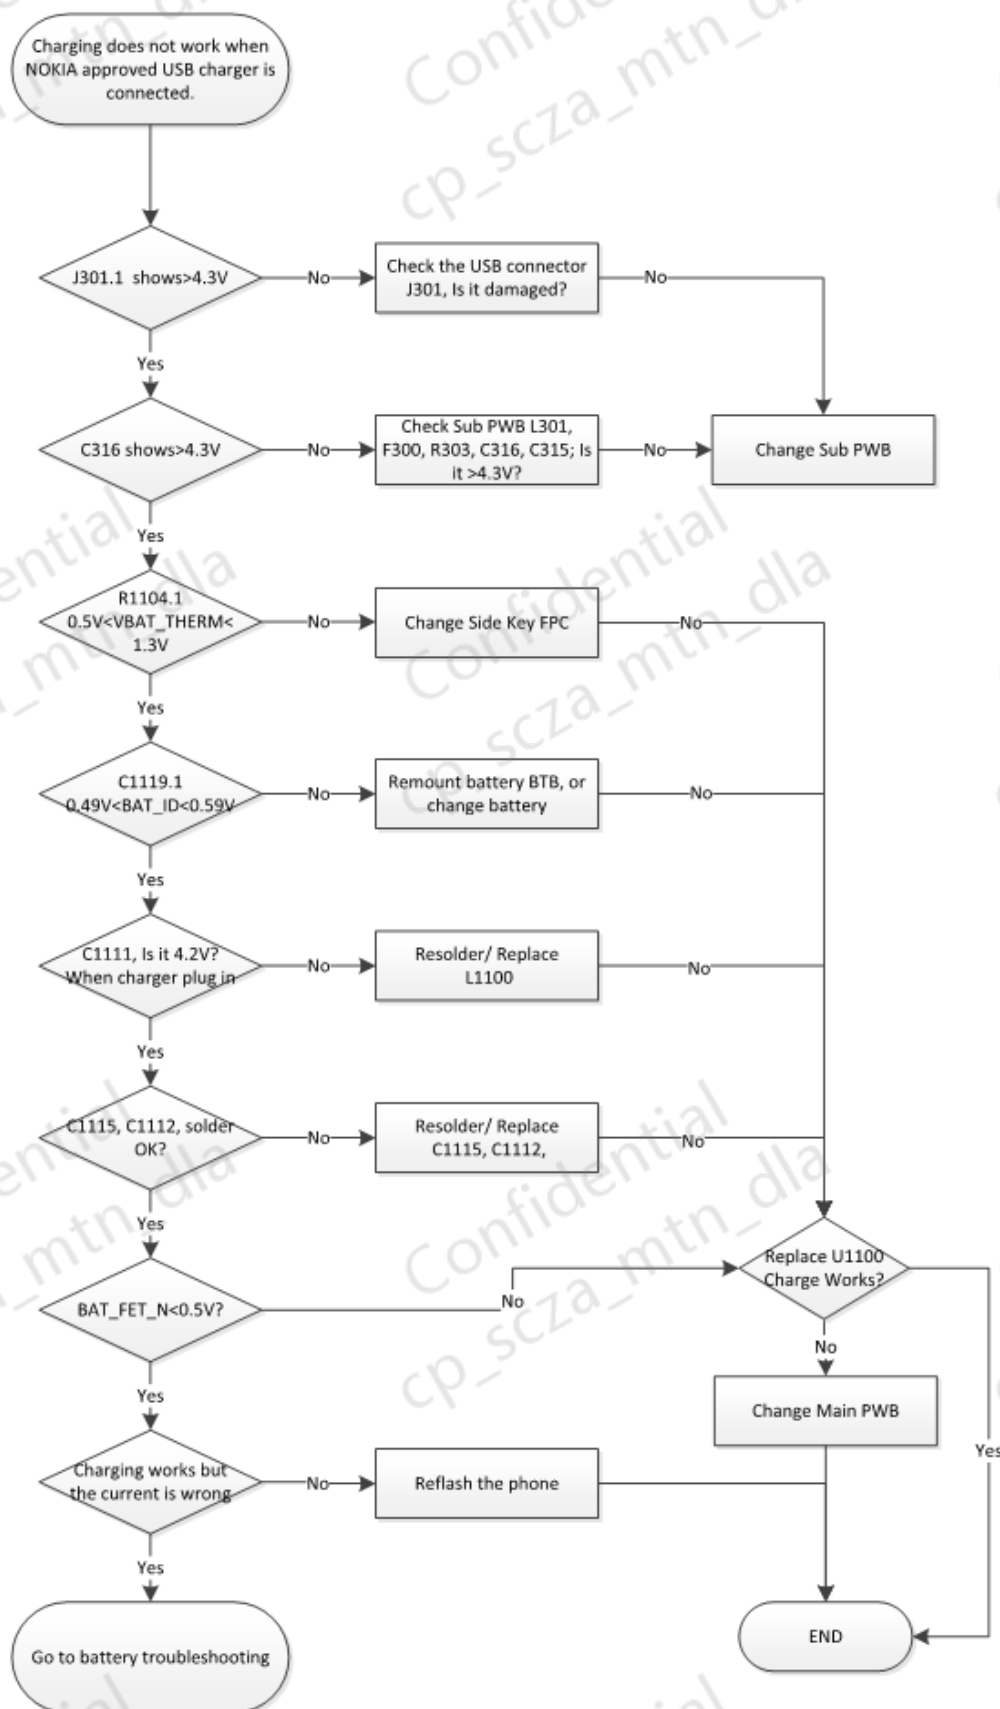 Charging does not work when
NOKIA approved USB charger is
connected.
J301.1  shows>4.3V
No
Check the USB connector
J301, Is it damaged?
No
Yes
C316 shows>4.3V
No
Check Sub PWB L301,
F300, R303, C316, C315; Is
it >4.3V?
No
Change Sub PWB
Yes
R1104.1
0.5V<VBAT_THERM<
1.3V
No
Change Side Key FPC
No
Yes
C1119.1
0.49V<BAT_ID<0.59V
No
Remount battery BTB, or
change battery
No
Yes
C1111, Is it 4.2V?
When charger plug in
No
Resolder/ Replace
L1100
No
Yes
C1115, C1112, solder
OK?
No
Resolder/ Replace
C1115, C1112,
No
Yes
BAT_FET_N<0.5V?
No
Replace U1100
Charge Works?
No
Yes
Change Main PWB
Yes
Charging works but
the current is wrong
No
Reflash the phone
Yes
Go to battery troubleshooting
END
Confidential
cp_scza_mtn_dla
Confidential
cp_scza_mtn_dla
Confidential
cp_scza_mtn_dla